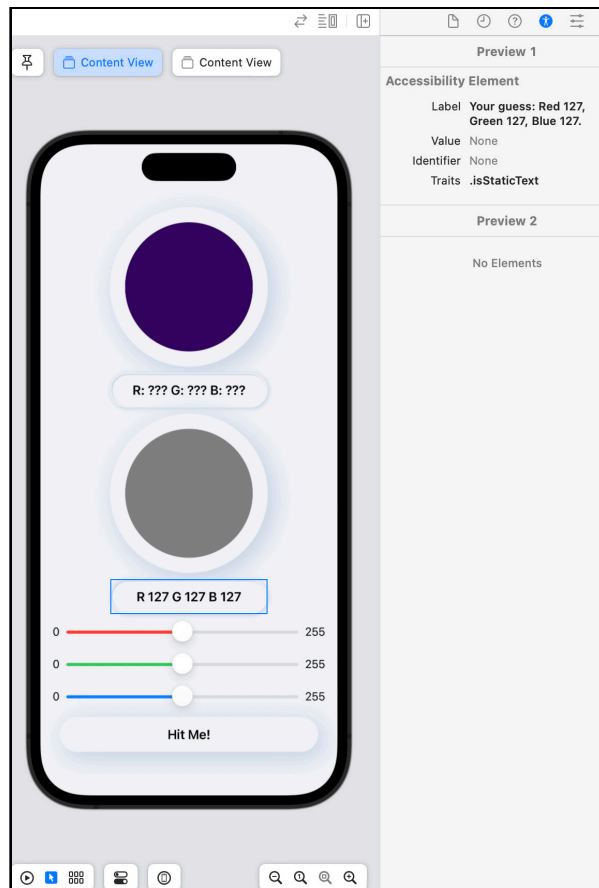 Content View
Content View
R: ??? G: ??? B: ???
R 127 G 127 B 127
0 255
0 255
0 255
Hit Me!
Preview 1
Accessibility Element
Label Your guess: Red 127,
Green 127, Blue 127.
Value None
Identifier None
Traits .isStaticText
Preview 2
No Elements